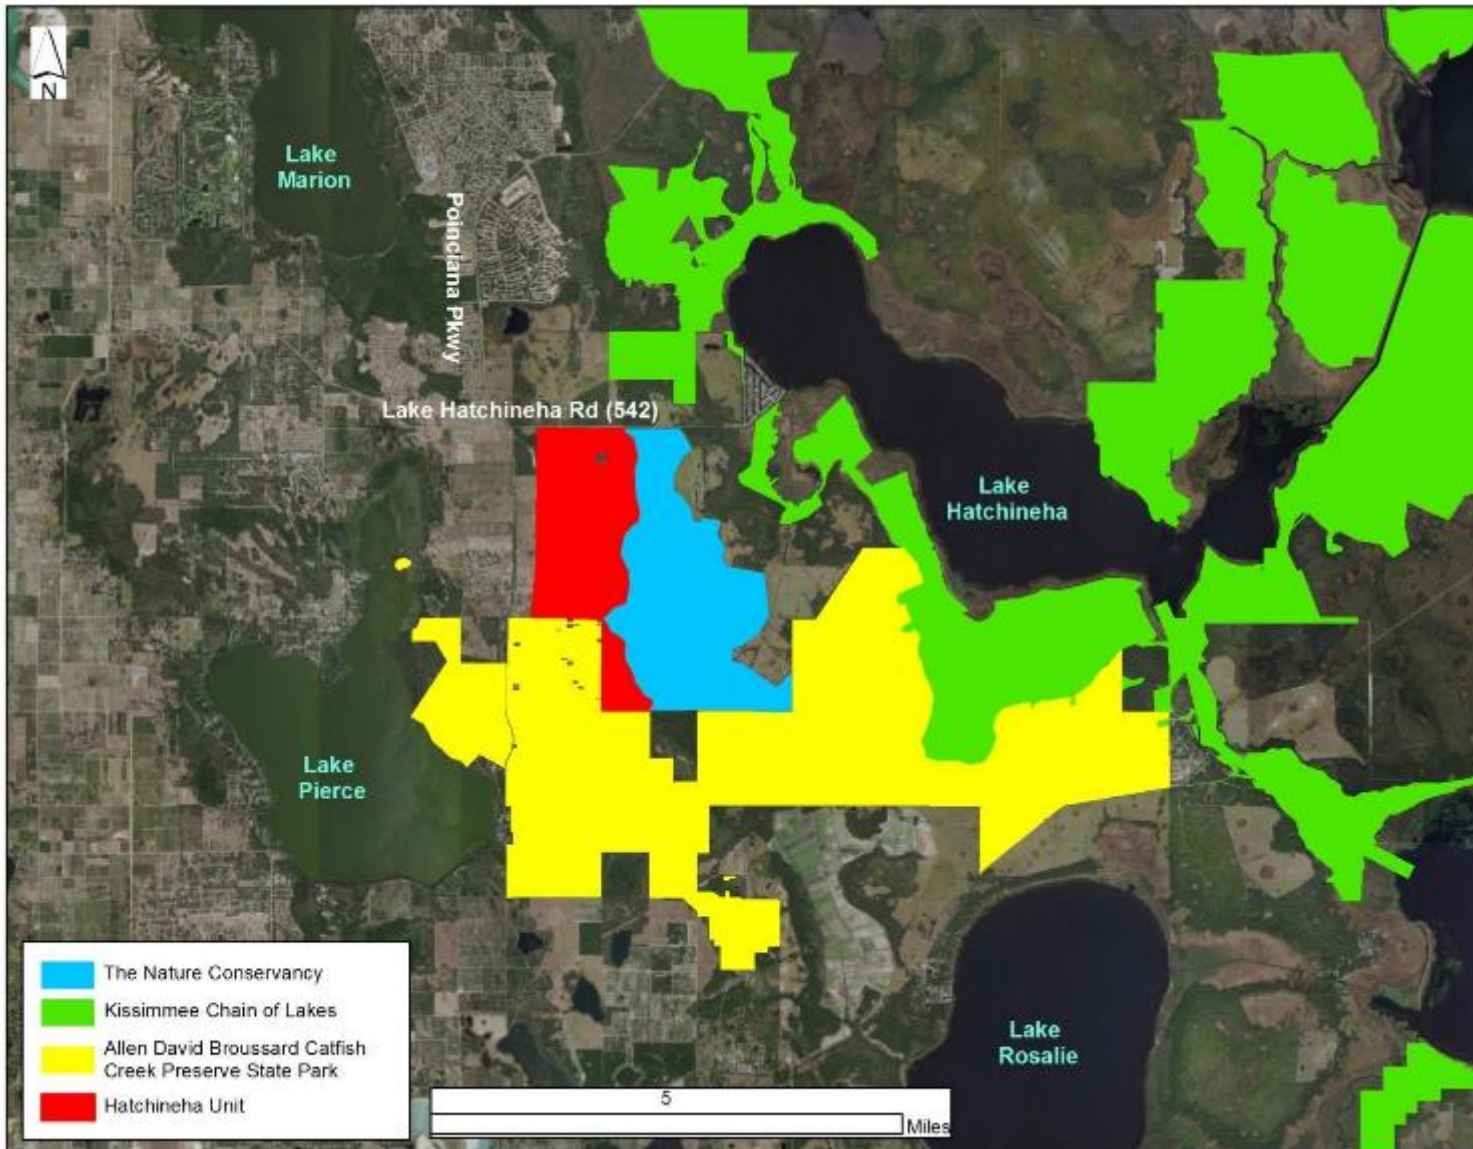 N
Lake
Marion
Poinciana Pkwy
Lake Hatchineha Rd (542)
Lake
Hatchineha
Lake
Pierce
Lake
Rosalie
The Nature Conservancy
Kissimmee Chain of Lakes
Allen David Broussard Catfish
Creek Preserve State Park
Hatchineha Unit
5
Miles